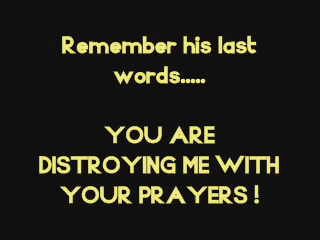 Remember his last
words.....
YOU ARE
DISTROYING ME WITH
YOUR PRAYERS !